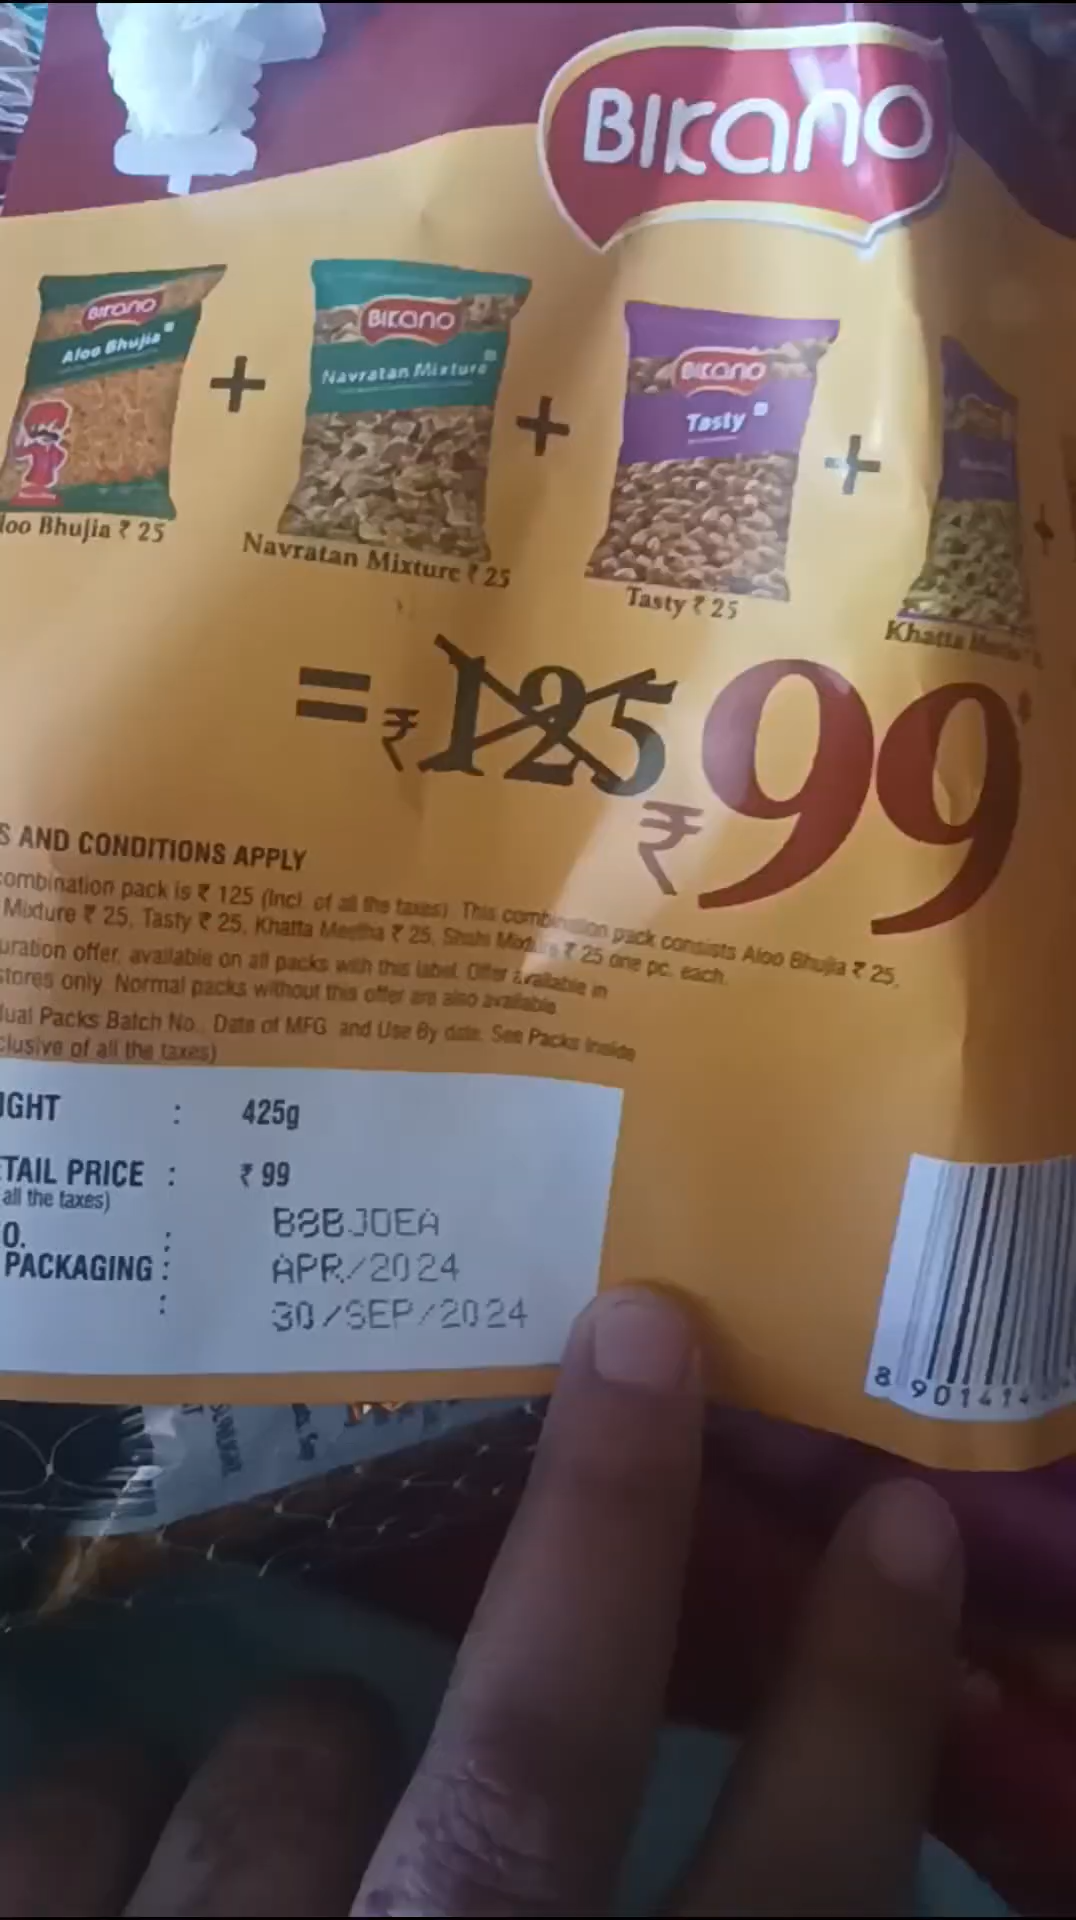 BIKANO
BIKANO
Aloo Bhujia
BIKANO
Navratan Mixture
BIKANO
Tasty
+
+
+
+
loo Bhujia ₹ 25
Navratan Mixture ₹ 25
Tasty ₹ 25
Khatta
= ₹ 125 ₹ 99*
S AND CONDITIONS APPLY
combination pack is ₹ 125 (Incl. of all the taxes). This combination pack consists Aloo Bhujia ₹ 25,
Mixture ₹ 25, Tasty ₹ 25, Khatta Meetha ₹ 25, Shahi Mixture ₹ 25 one pc. each.
uration offer, available on all packs with this label. Offer available in
stores only. Normal packs without this offer are also available
dual Packs Batch No., Date of MFG. and Use By date. See Packs Inside
clusive of all the taxes)
IGHT : 425g
TAIL PRICE : ₹ 99
all the taxes)
O. : B8BJOEA
PACKAGING : APR/2024
: 30/SEP/2024
8 901414
SUNLIGHT